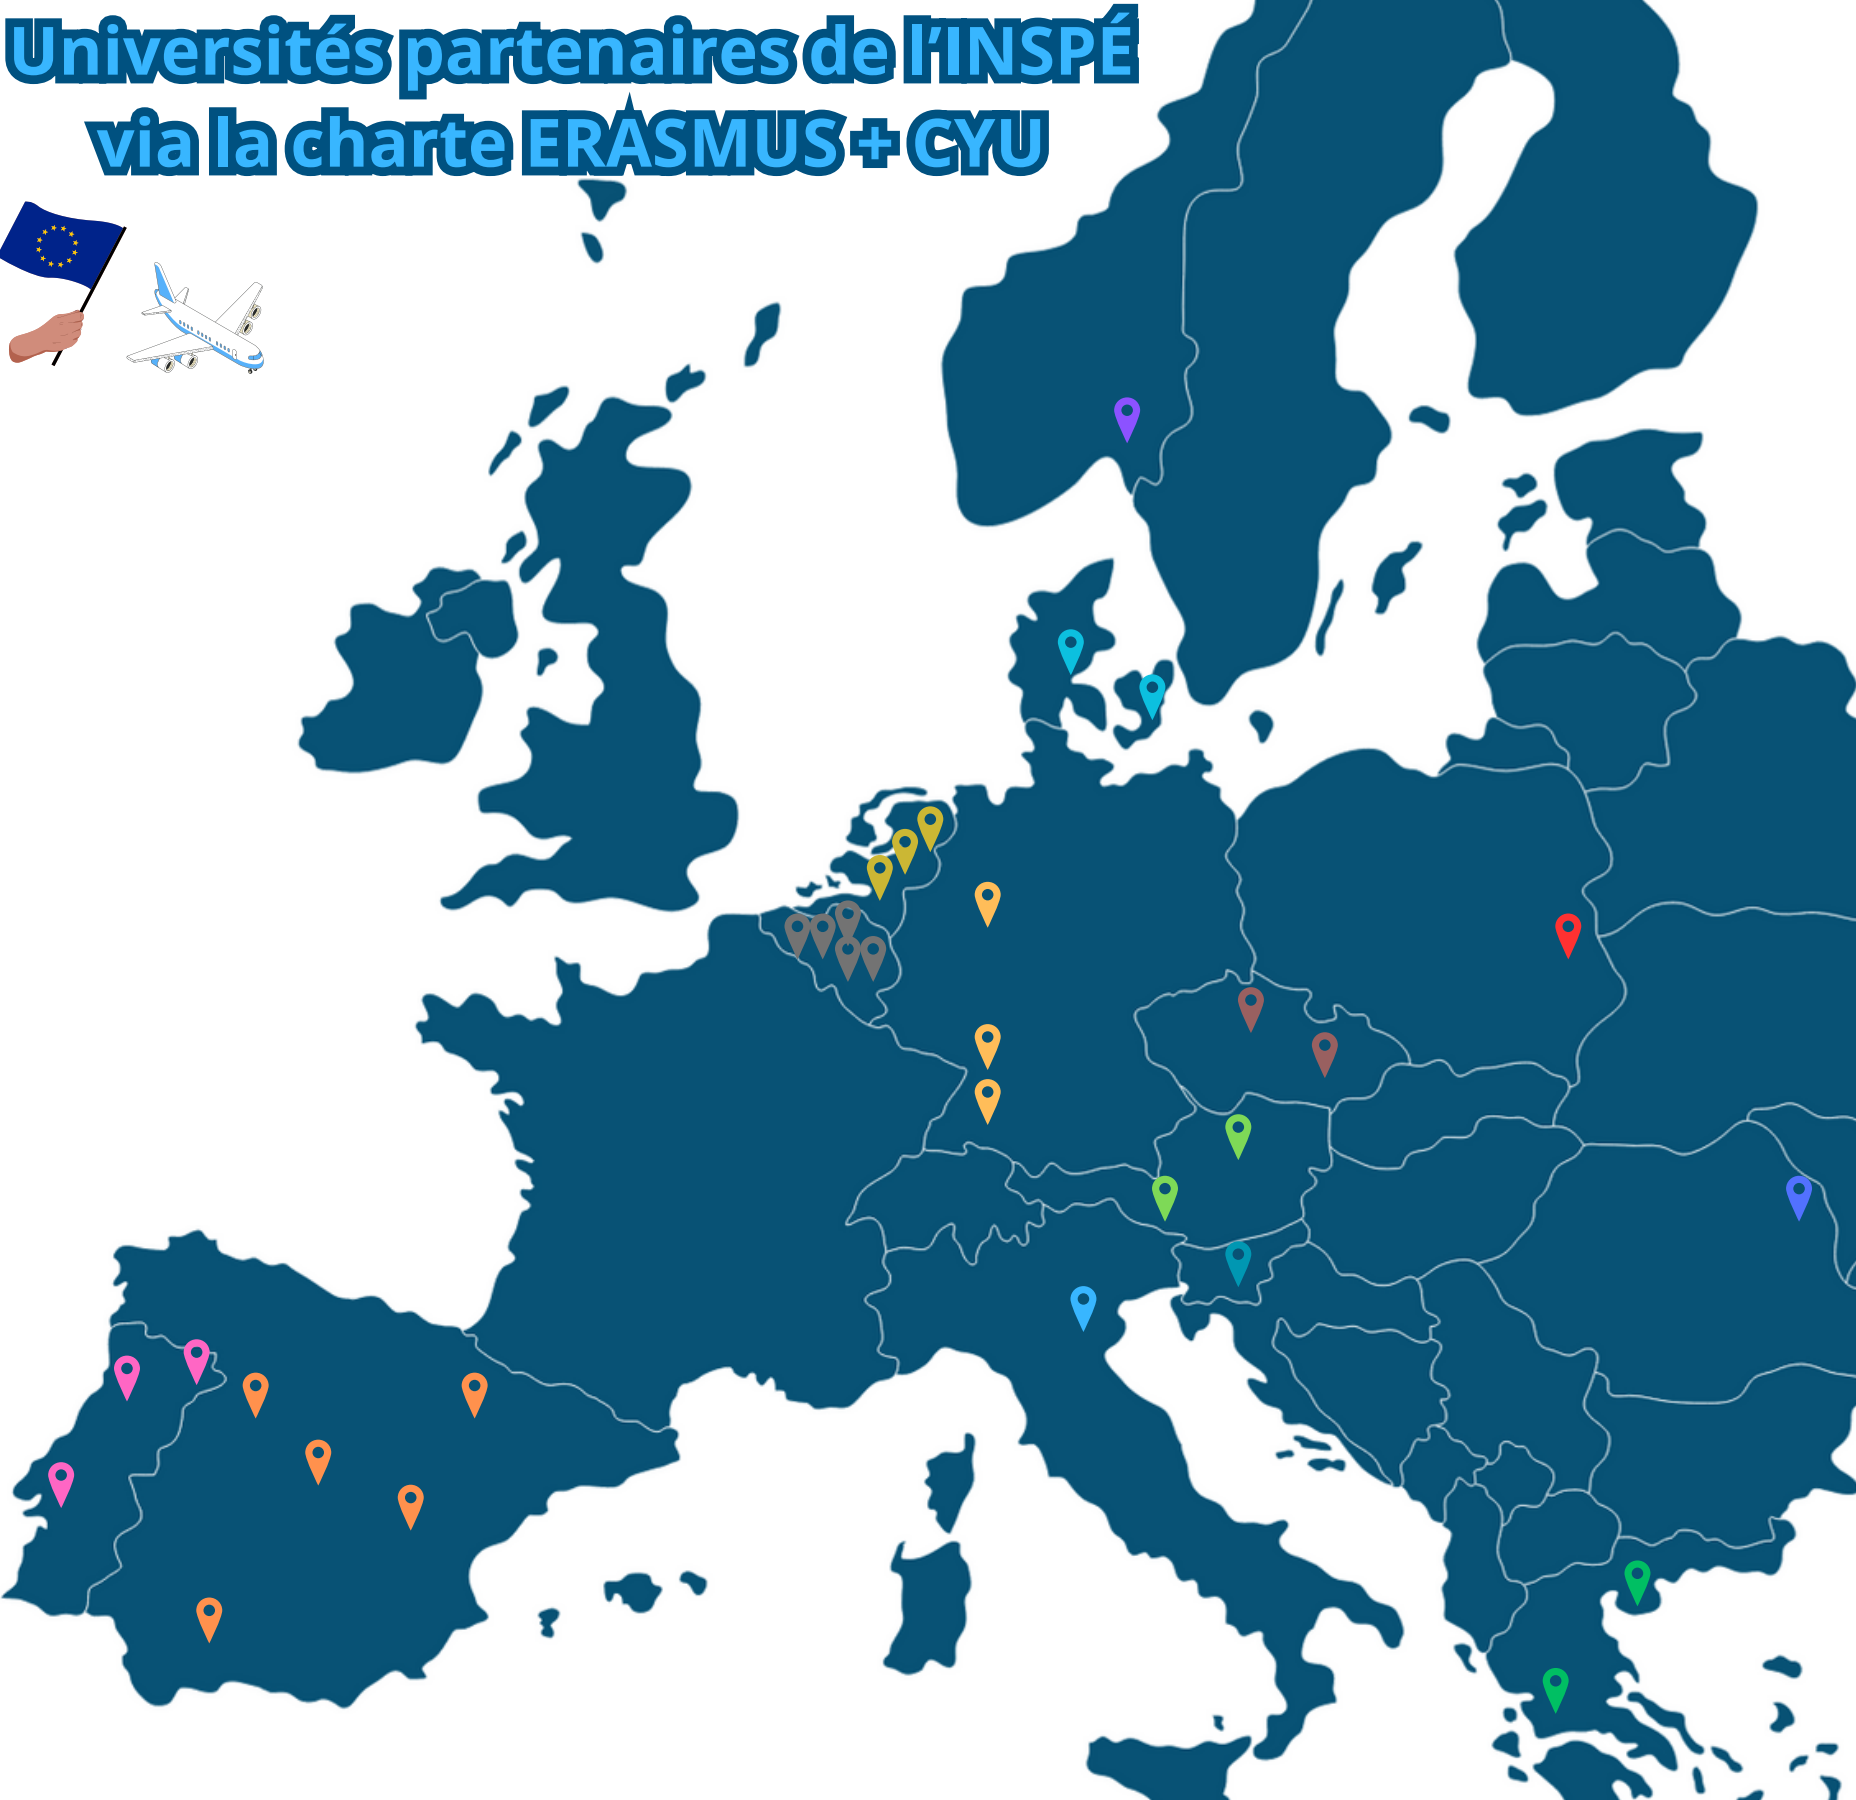 Universités partenaires de l’INSPÉ
via la charte ERASMUS + CYU